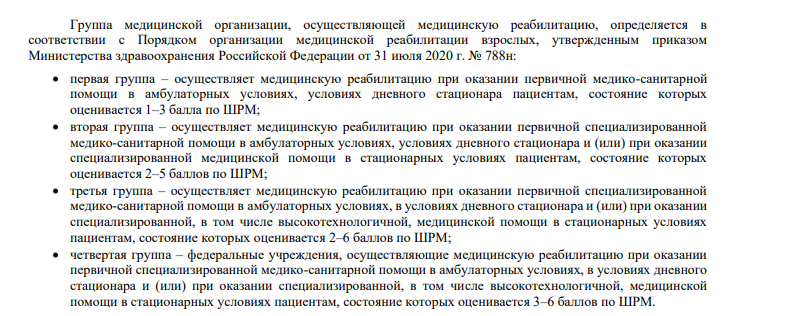 Группа медицинской организации, осуществляющей медицинскую реабилитацию, определяется в
соответствии с Порядком организации медицинской реабилитации взрослых, утвержденным приказом
Министерства здравоохранения Российской Федерации от 31 июля 2020 г. № 788н:
• первая группа – осуществляет медицинскую реабилитацию при оказании первичной медико-санитарной
помощи в амбулаторных условиях, условиях дневного стационара пациентам, состояние которых
оценивается 1–3 балла по ШРМ;
• вторая группа – осуществляет медицинскую реабилитацию при оказании первичной специализированной
медико-санитарной помощи в амбулаторных условиях, условиях дневного стационара и (или) при оказании
специализированной медицинской помощи в стационарных условиях пациентам, состояние которых
оценивается 2–5 баллов по ШРМ;
• третья группа – осуществляет медицинскую реабилитацию при оказании первичной специализированной
медико-санитарной помощи в амбулаторных условиях, в условиях дневного стационара и (или) при оказании
специализированной, в том числе высокотехнологичной, медицинской помощи в стационарных условиях
пациентам, состояние которых оценивается 2–6 баллов по ШРМ;
• четвертая группа – федеральные учреждения, осуществляющие медицинскую реабилитацию при оказании
первичной специализированной медико-санитарной помощи в амбулаторных условиях, в условиях дневного
стационара и (или) при оказании специализированной, в том числе высокотехнологичной, медицинской
помощи в стационарных условиях пациентам, состояние которых оценивается 3–6 баллов по ШРМ.